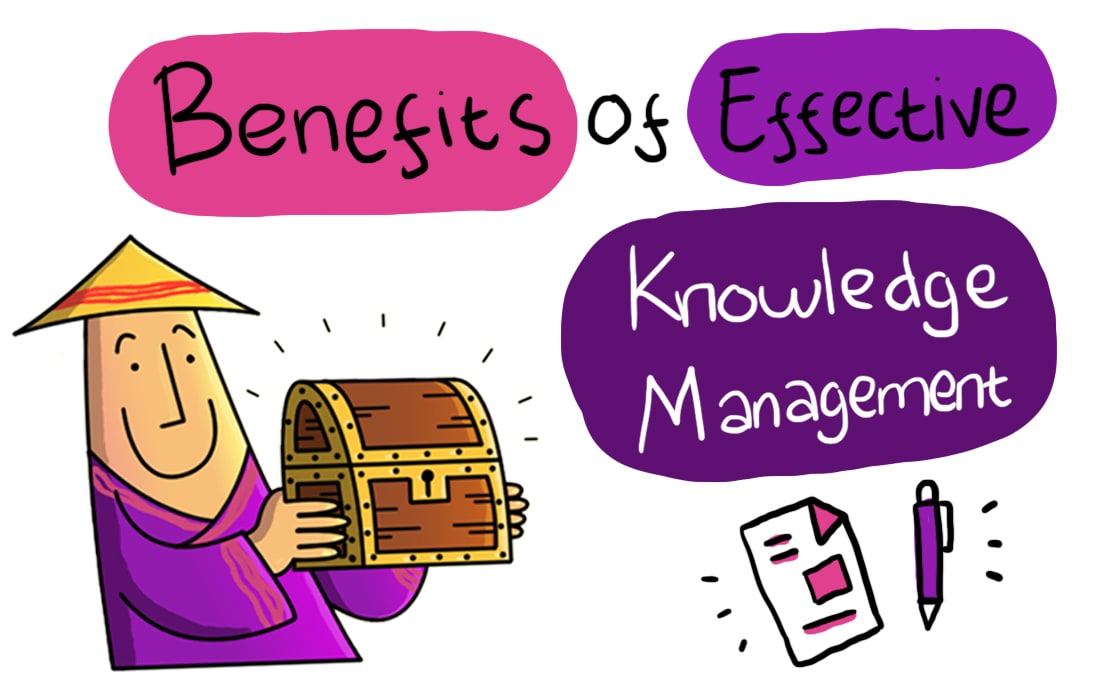 Benefits of Effective
Knowledge
Management